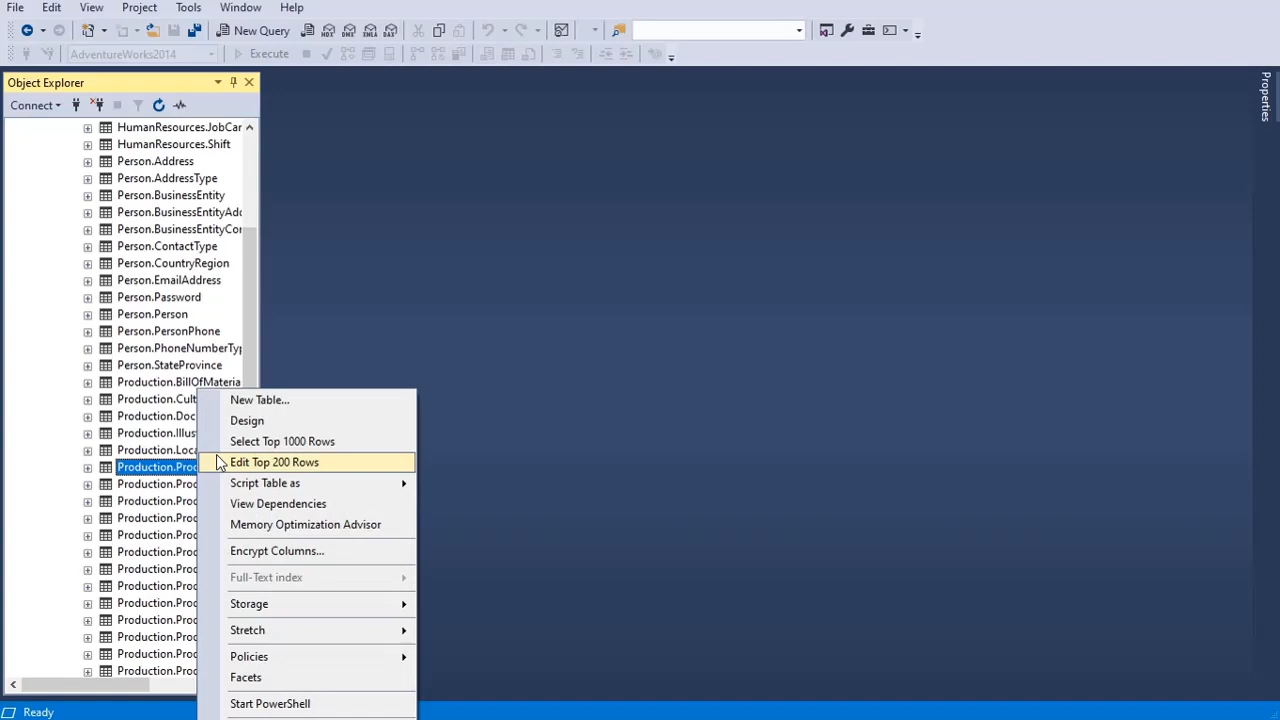 File Edit View Project Tools Window Help
New Query
AdventureWorks2014 Execute
Object Explorer
Connect
HumanResources.JobCar
HumanResources.Shift
Person.Address
Person.AddressType
Person.BusinessEntity
Person.BusinessEntityAdd
Person.BusinessEntityCor
Person.ContactType
Person.CountryRegion
Person.EmailAddress
Person.Password
Person.Person
Person.PersonPhone
Person.PhoneNumberTyp
Person.StateProvince
Production.BillOfMateria
Production.Cult
Production.Doc
Production.Illus
Production.Loca
Production.Proc
Production.Proc
Production.Proc
Production.Proc
Production.Proc
Production.Proc
Production.Proc
Production.Proc
Production.Proc
Production.Proc
Production.Proc
Production.Proc
Production.Proc
New Table...
Design
Select Top 1000 Rows
Edit Top 200 Rows
Script Table as
View Dependencies
Memory Optimization Advisor
Encrypt Columns...
Full-Text index
Storage
Stretch
Policies
Facets
Start PowerShell
Properties
Ready